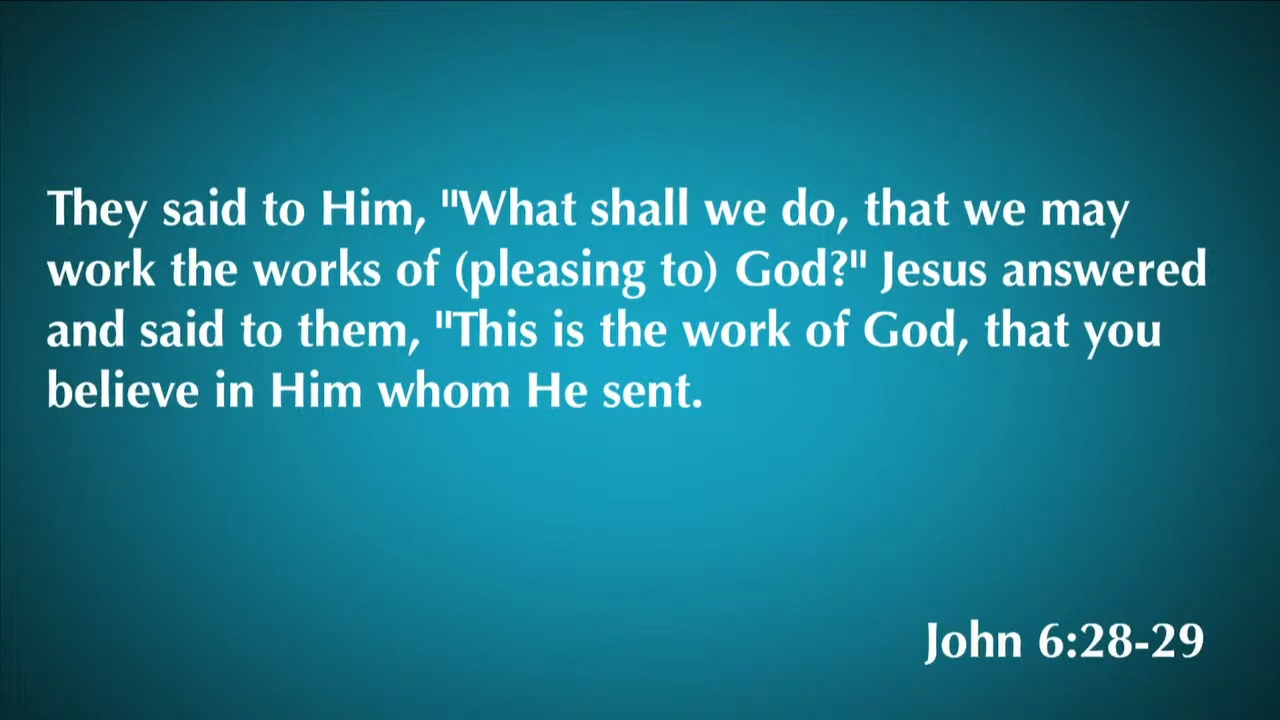 They said to Him, "What shall we do, that we may
work the works of (pleasing to) God?" Jesus answered
and said to them, "This is the work of God, that you
believe in Him whom He sent.
John 6:28-29